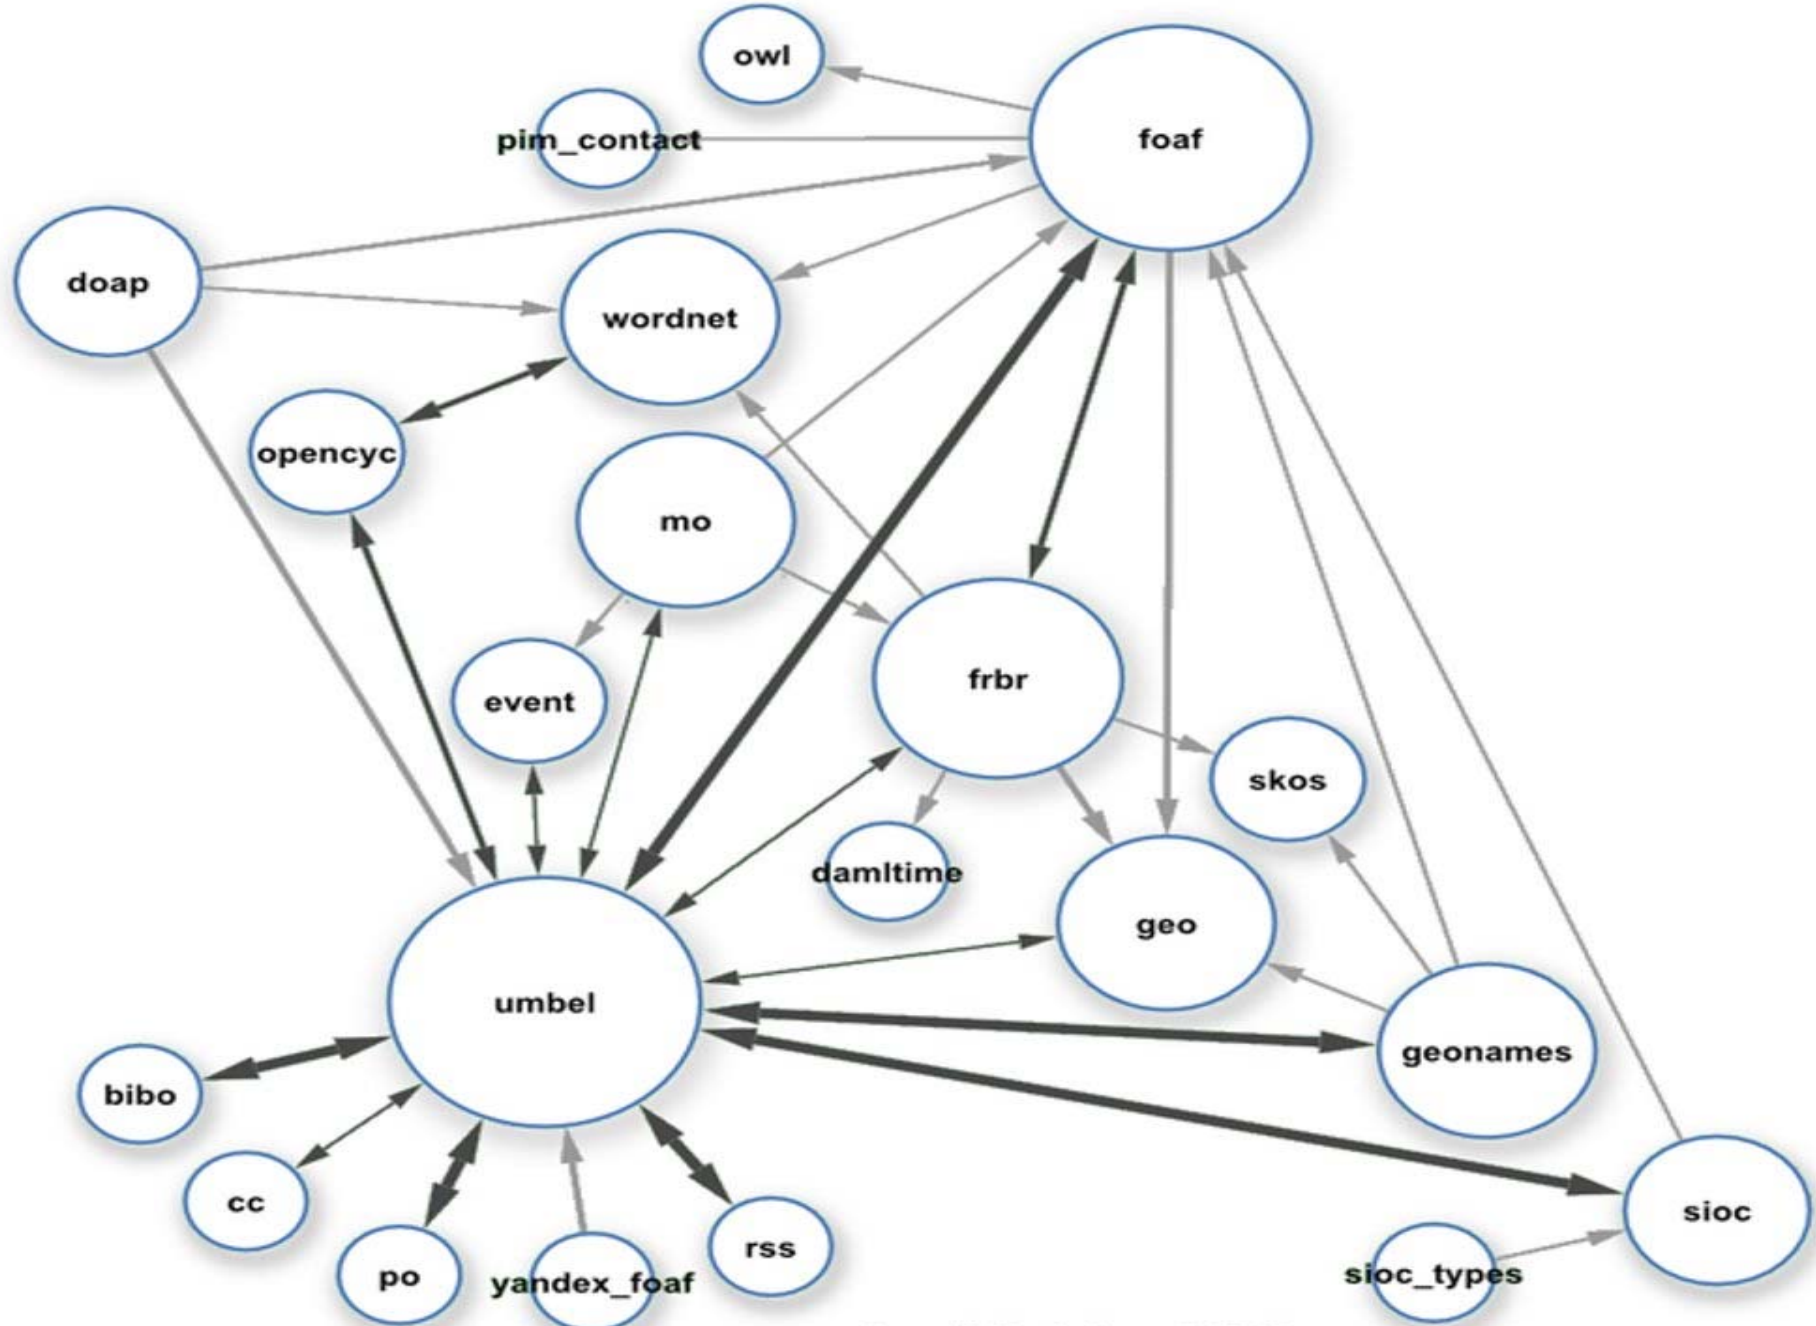 owl
foaf
pim_contact
doap
wordnet
opencyc
mo
event
frbr
skos
damltime
geo
umbel
geonames
bibo
cc
sioc
po
yandex_foaf
rss
sioc_types